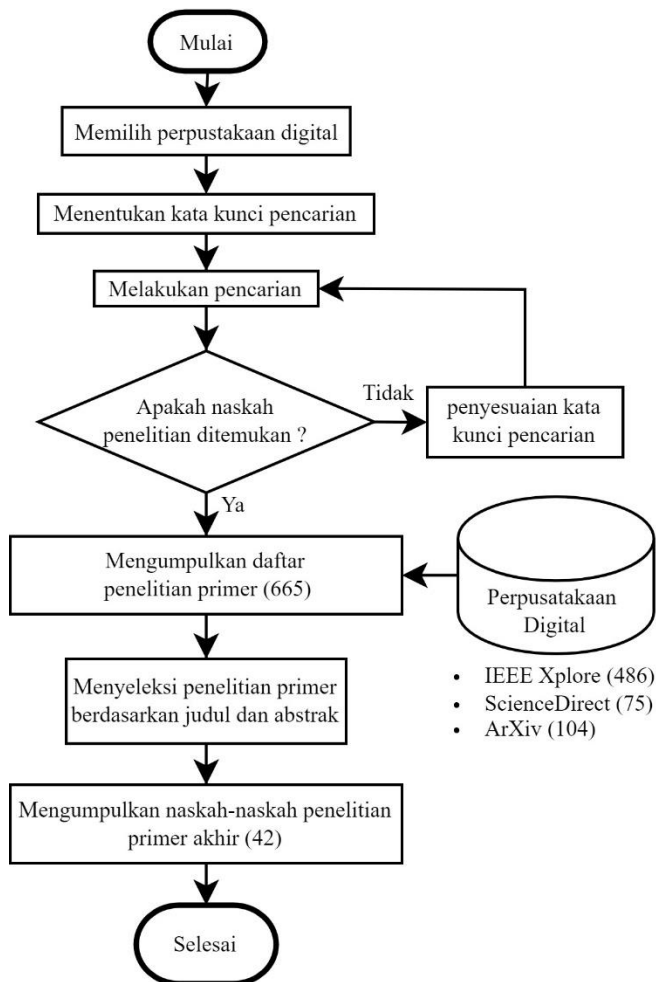 Mulai
Memilih perpustakaan digital
Menentukan kata kunci pencarian
Melakukan pencarian
Apakah naskah
penelitian ditemukan ?
Tidak
penyesuaian kata
kunci pencarian
Ya
Mengumpulkan daftar
penelitian primer (665)
Perpusatakaan
Digital
• IEEE Xplore (486)
• ScienceDirect (75)
• ArXiv (104)
Menyeleksi penelitian primer
berdasarkan judul dan abstrak
Mengumpulkan naskah-naskah penelitian
primer akhir (42)
Selesai